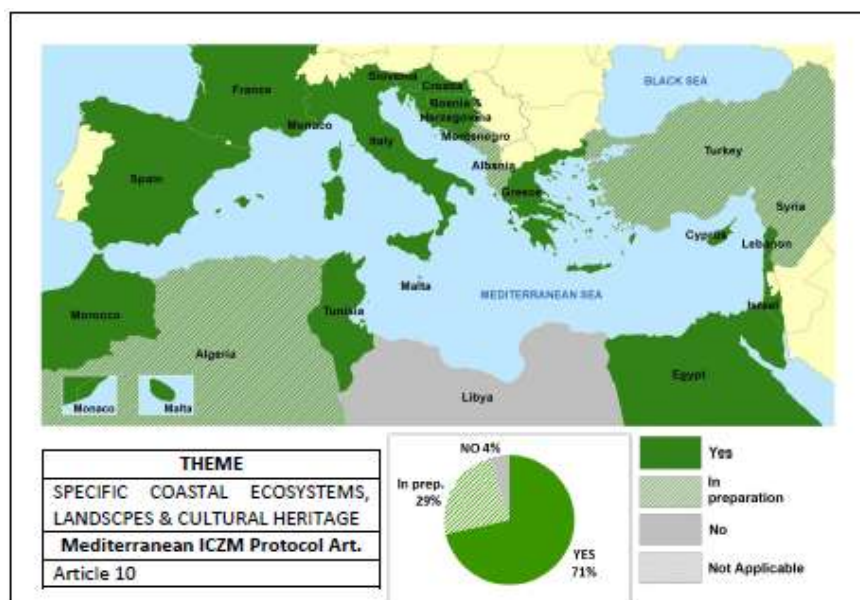 BLACK SEA
Slovenia
Croatia
France
Bosnia &
Herzegovina
Monaco
Italy
Montenegro
Turkey
Albania
Spain
Greece
Syria
Cyprus
Lebanon
Malta
MEDITERRANEAN SEA
Morocco
Tunisia
Israel
Algeria
Egypt
Libya
Monaco
Malta
THEME
SPECIFIC COASTAL ECOSYSTEMS,
LANDSCPES & CULTURAL HERITAGE
Mediterranean ICZM Protocol Art.
Article 10
NO 4%
In prep.
29%
YES
71%
Yes
In
preparation
No
Not Applicable